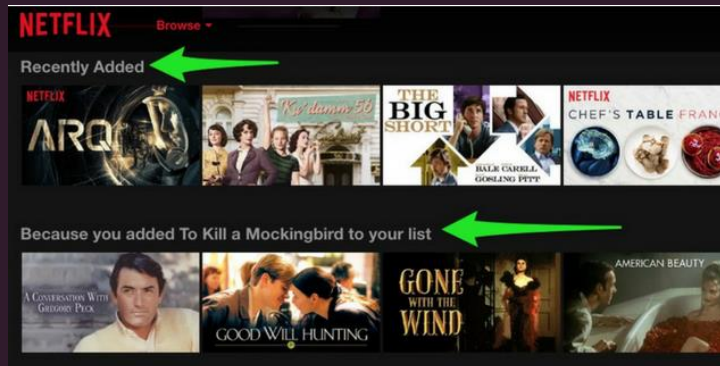 NETFLIX
Browse
Recently Added
NETFLIX
ARQ
Ku'damm 56
THE
BIG
SHORT
BALE CARELL
GOSLING PITT
NETFLIX
CHEF'S TABLE FRANC
Because you added To Kill a Mockingbird to your list
A CONVERSATION WITH
GREGORY PECK
GOOD WILL HUNTING
GONE
WITH THE
WIND
AMERICAN BEAUTY